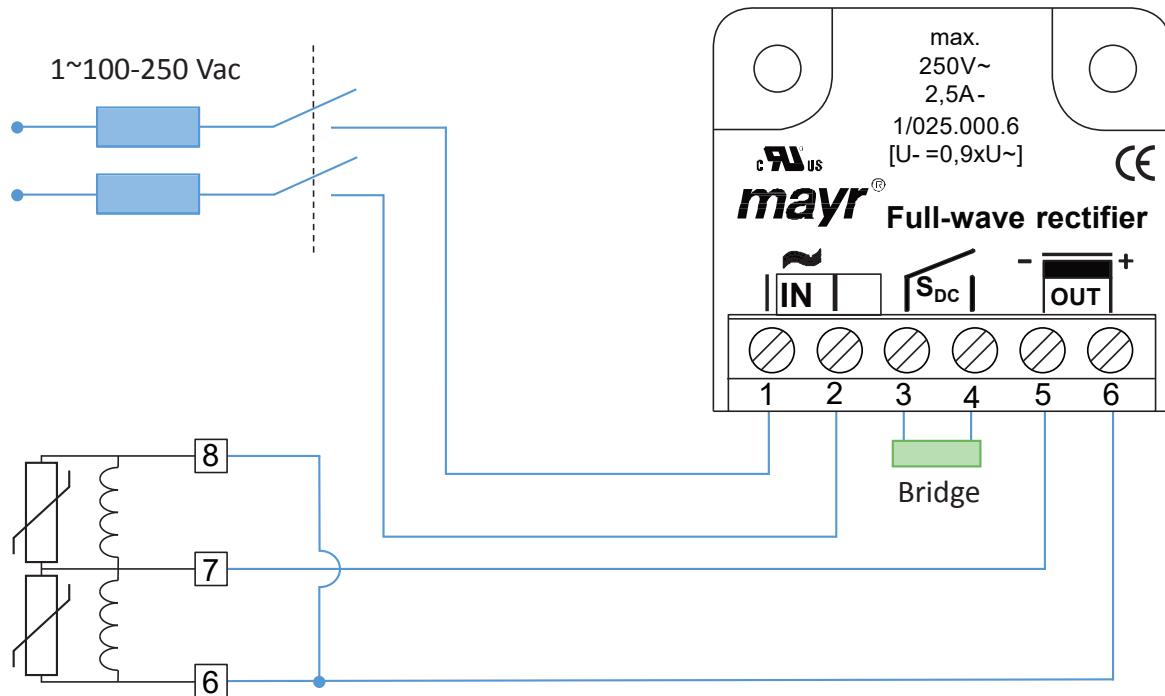 1~100-250 Vac
max.
250V~
2,5A-
1/025.000.6
[U- =0,9xU~]
c RU US
CE
mayr®
Full-wave rectifier
~
IN
SDC
- +
OUT
1 2 3 4 5 6
Bridge
8
7
6